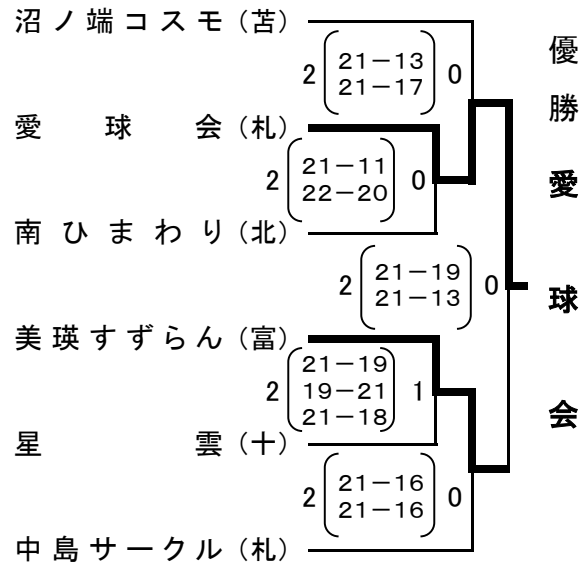 沼ノ端コスモ（苫）
2 21－13 0
21－17
愛球会（札）
2 21－11 0
22－20
南ひまわり（北）
2 21－19 0
21－13
美瑛すずらん（富）
2 21－19
19－21 1
21－18
星雲（十）
2 21－16 0
21－16
中島サークル（札）
優勝
愛球会